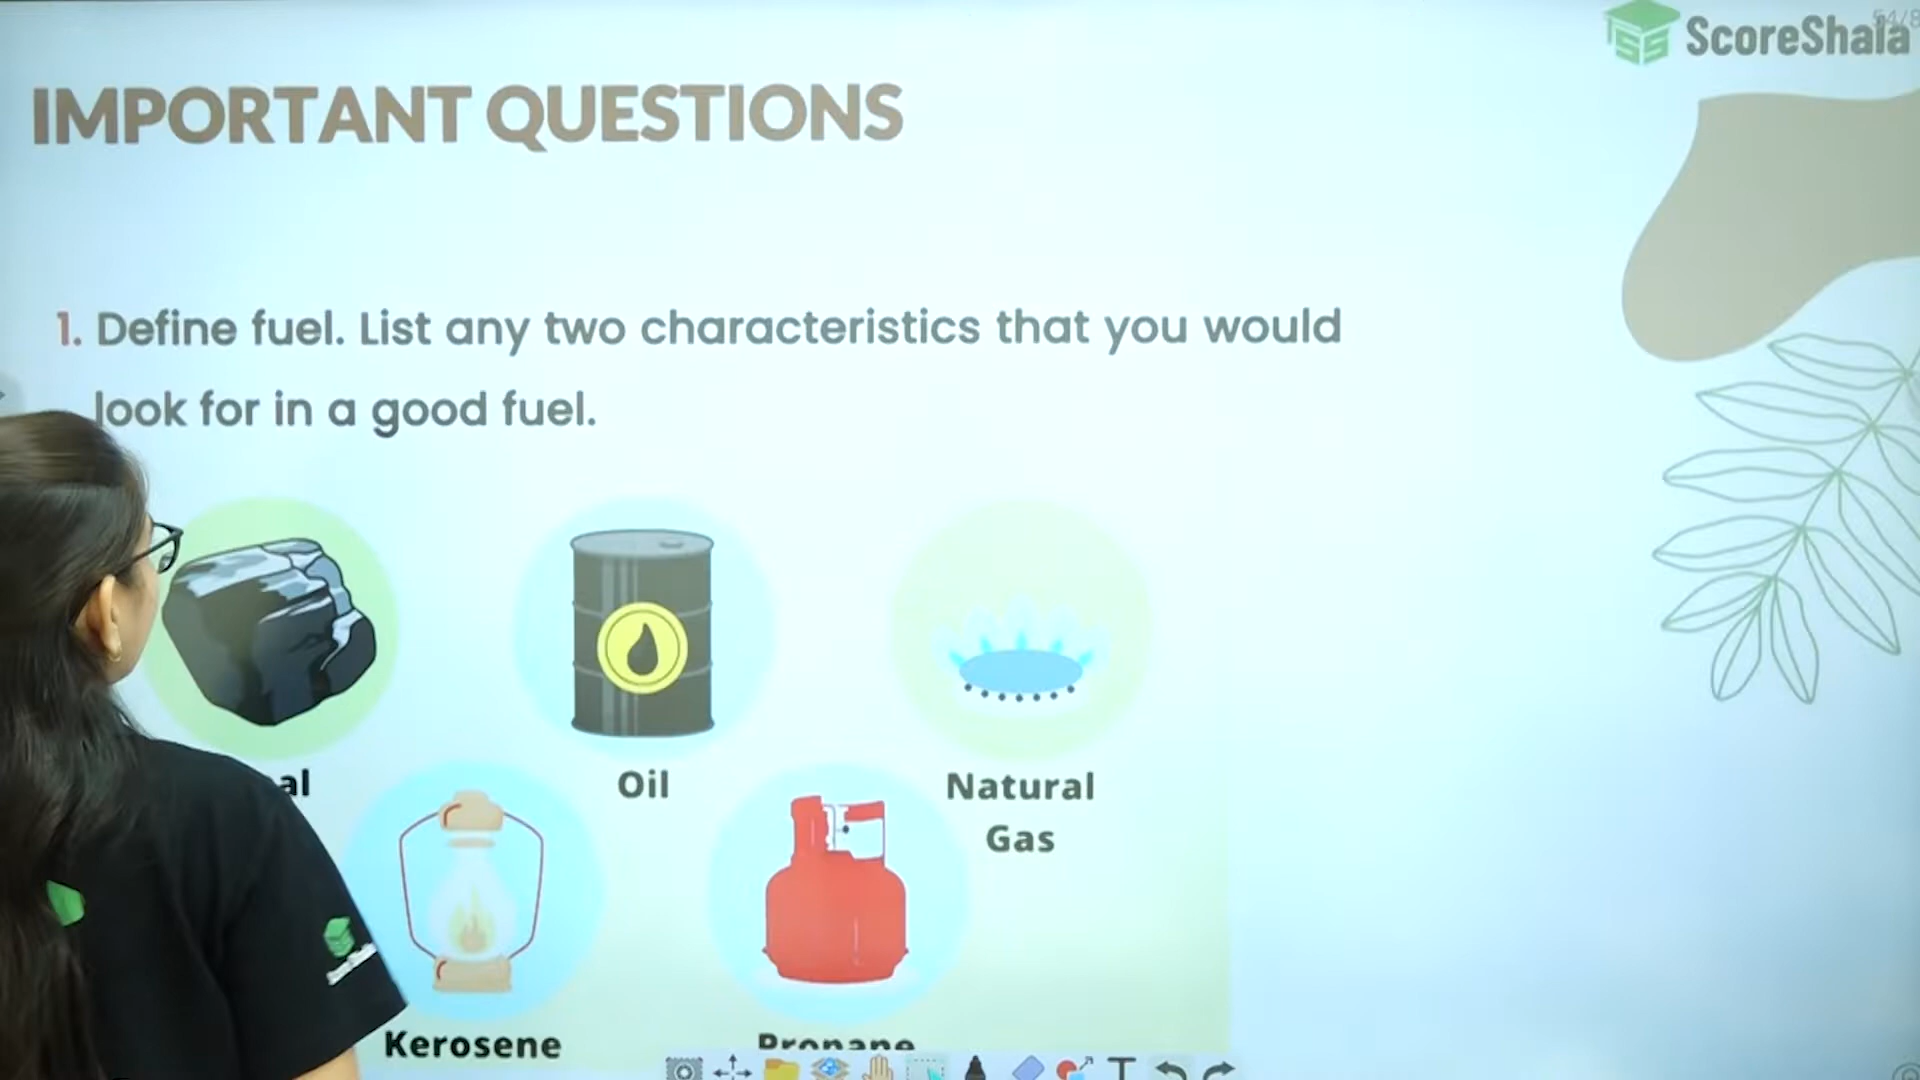 ScoreShala
IMPORTANT QUESTIONS
1. Define fuel. List any two characteristics that you would
look for in a good fuel.
Oil
Natural
Gas
Kerosene
Propane